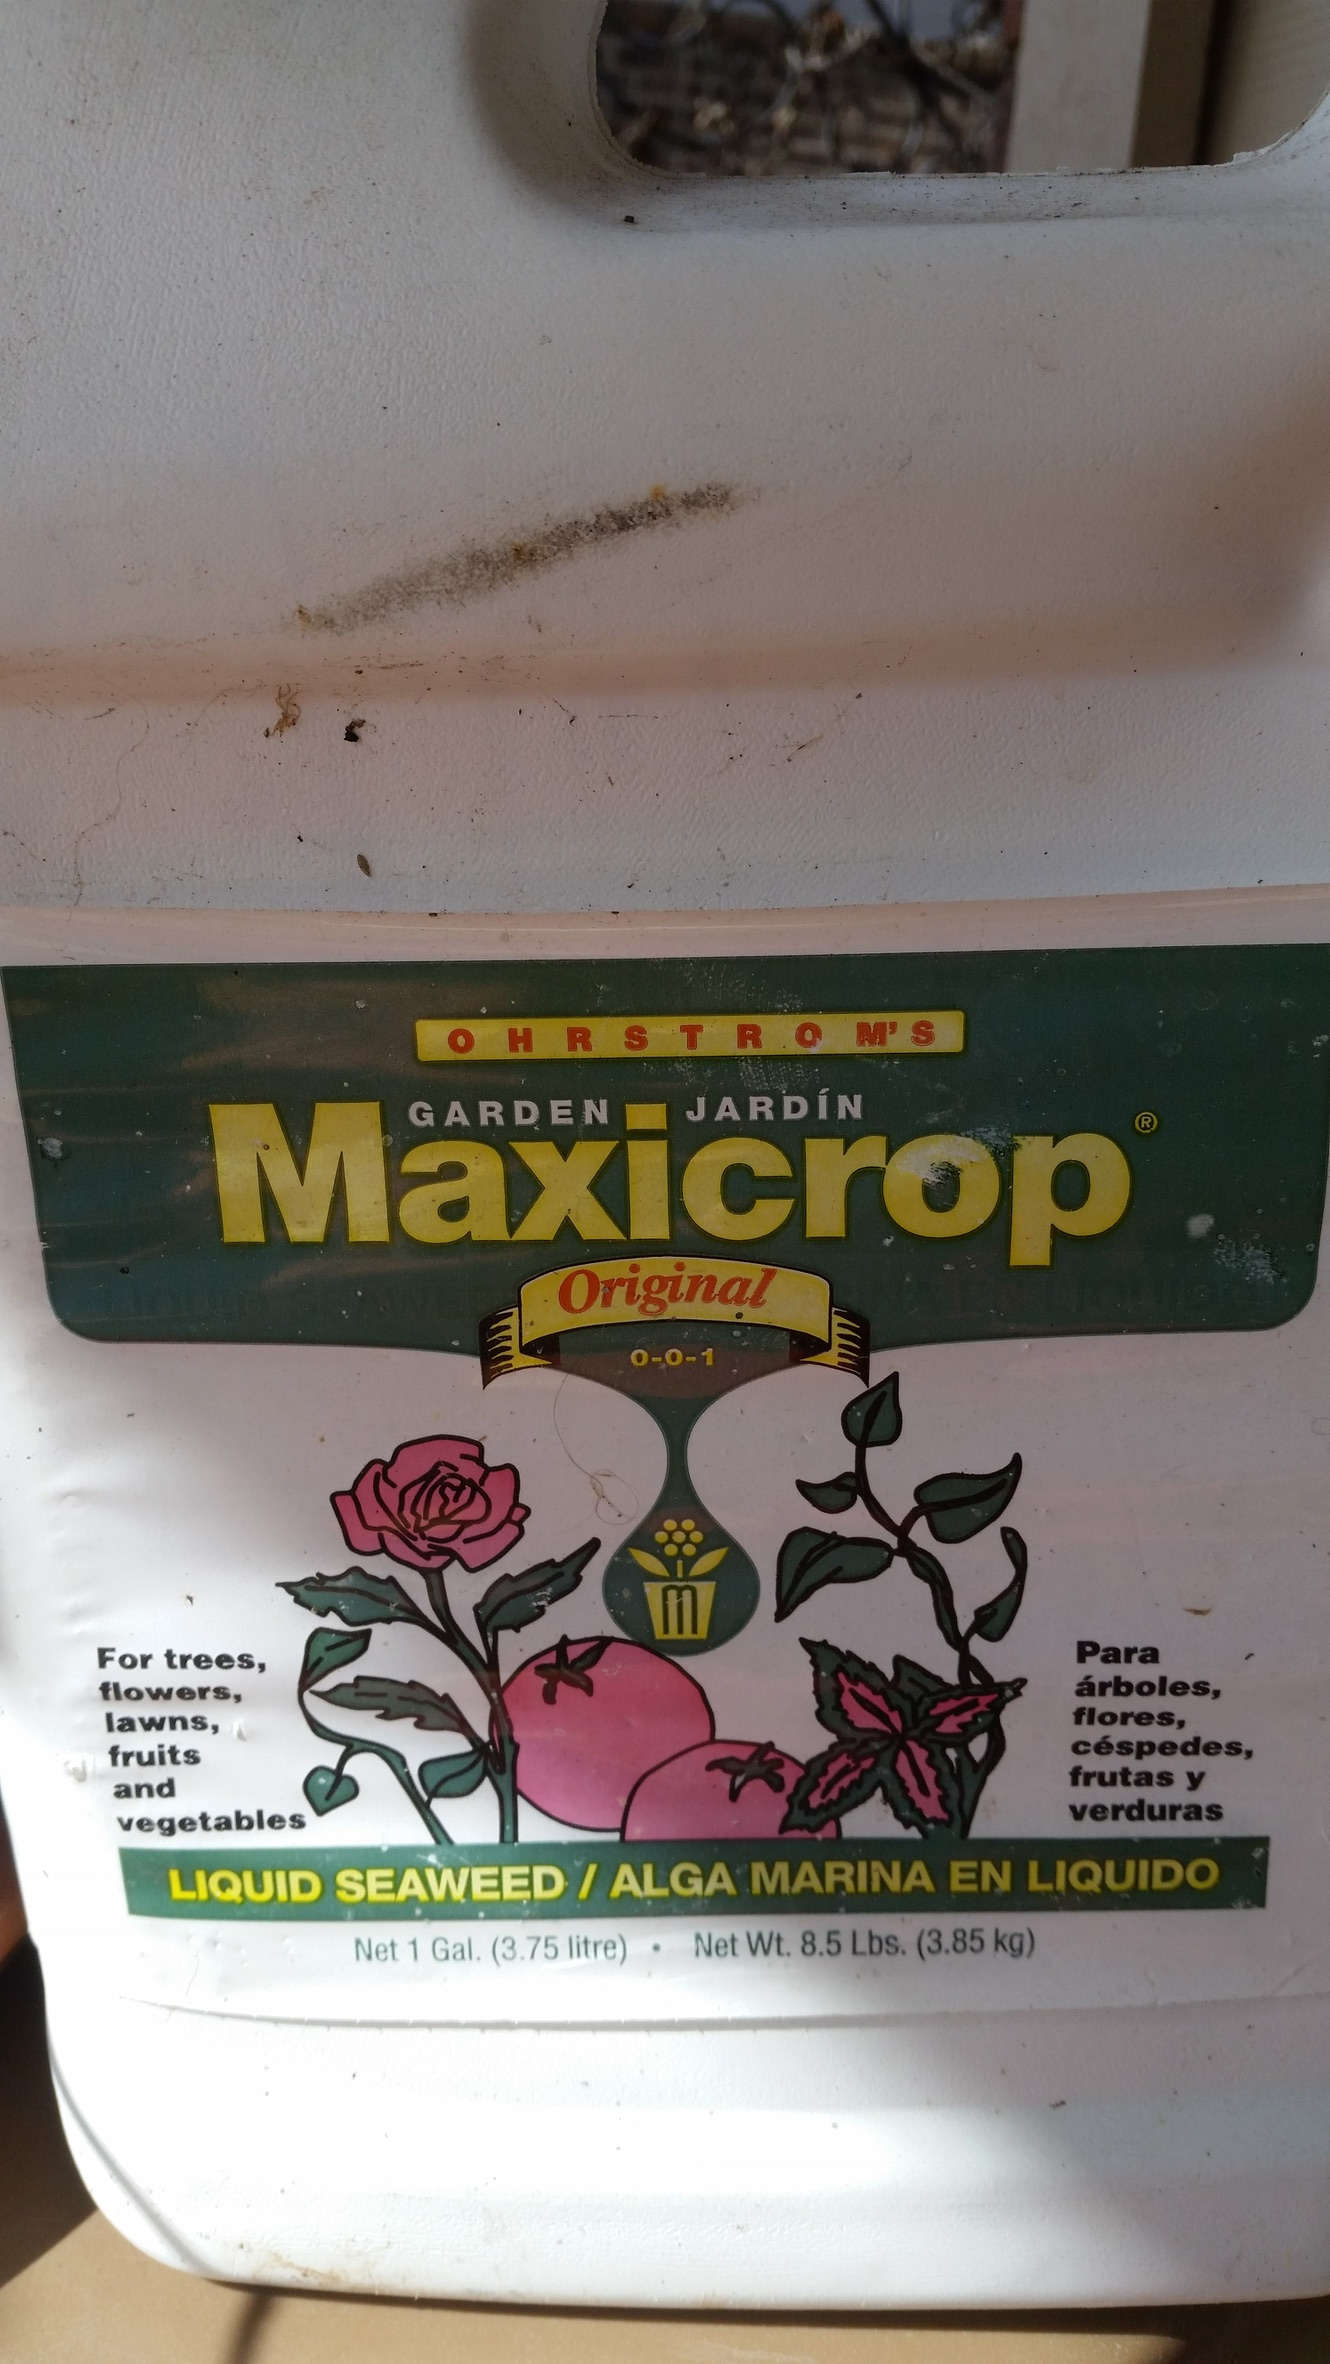 OHRSTROM'S
GARDEN JARDÍN
Maxicrop®
Original
0-0-1
M
For trees,
flowers,
lawns,
fruits
and
vegetables
Para
árboles,
flores,
céspedes,
frutas y
verduras
LIQUID SEAWEED / ALGA MARINA EN LIQUIDO
Net 1 Gal. (3.75 litre) • Net Wt. 8.5 Lbs. (3.85 kg)